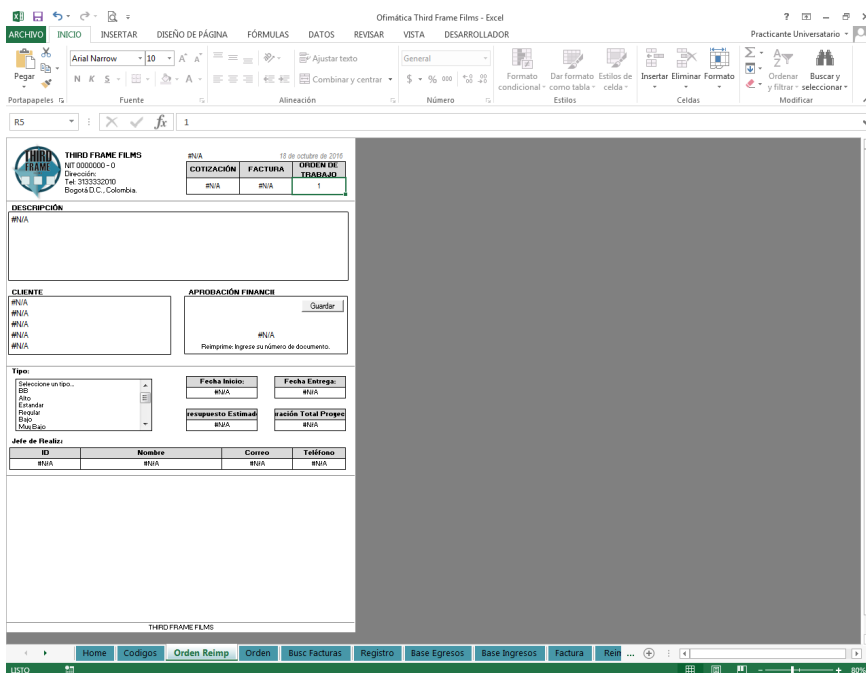 Ofimática Third Frame Films - Excel
ARCHIVO INICIO INSERTAR DISEÑO DE PÁGINA FÓRMULAS DATOS REVISAR VISTA DESARROLLADOR Practicante Universatario
Arial Narrow 10 Ajustar texto General
Pegar N K S Combinar y centrar $ % 000 Formato condicional Dar formato como tabla Estilos de celda Insertar Eliminar Formato Ordenar y filtrar Buscar y seleccionar
Portapapeles Fuente Alineación Número Estilos Celdas Modificar
R5 fx 1
THIRD FRAME
THIRD FRAME FILMS
NIT 0000000 - 0
Dirección:
Tel: 3133332010
Bogotá D.C., Colombia.
#N/A 18 de octubre de 2016
COTIZACIÓN FACTURA ORDEN DE TRABAJO
#N/A #N/A 1
DESCRIPCIÓN
#N/A
CLIENTE
#N/A
#N/A
#N/A
#N/A
#N/A
APROBACIÓN FINANCII
Guardar
#N/A
Reimprime: Ingrese su número de documento.
Tipo:
Seleccione un tipo...
BB
Alto
Estandar
Regular
Bajo
Muy Bajo
Fecha Inicio: Fecha Entrega:
#N/A #N/A
resupuesto Estimad ración Total Proyec
#N/A #N/A
Jefe de Realiz
ID Nombre Correo Teléfono
#N/A #N/A #N/A #N/A
THIRD FRAME FILMS
Home Codigos Orden Reimp Orden Busc Facturas Registro Base Egresos Base Ingresos Factura Rein ...
LISTO 80%